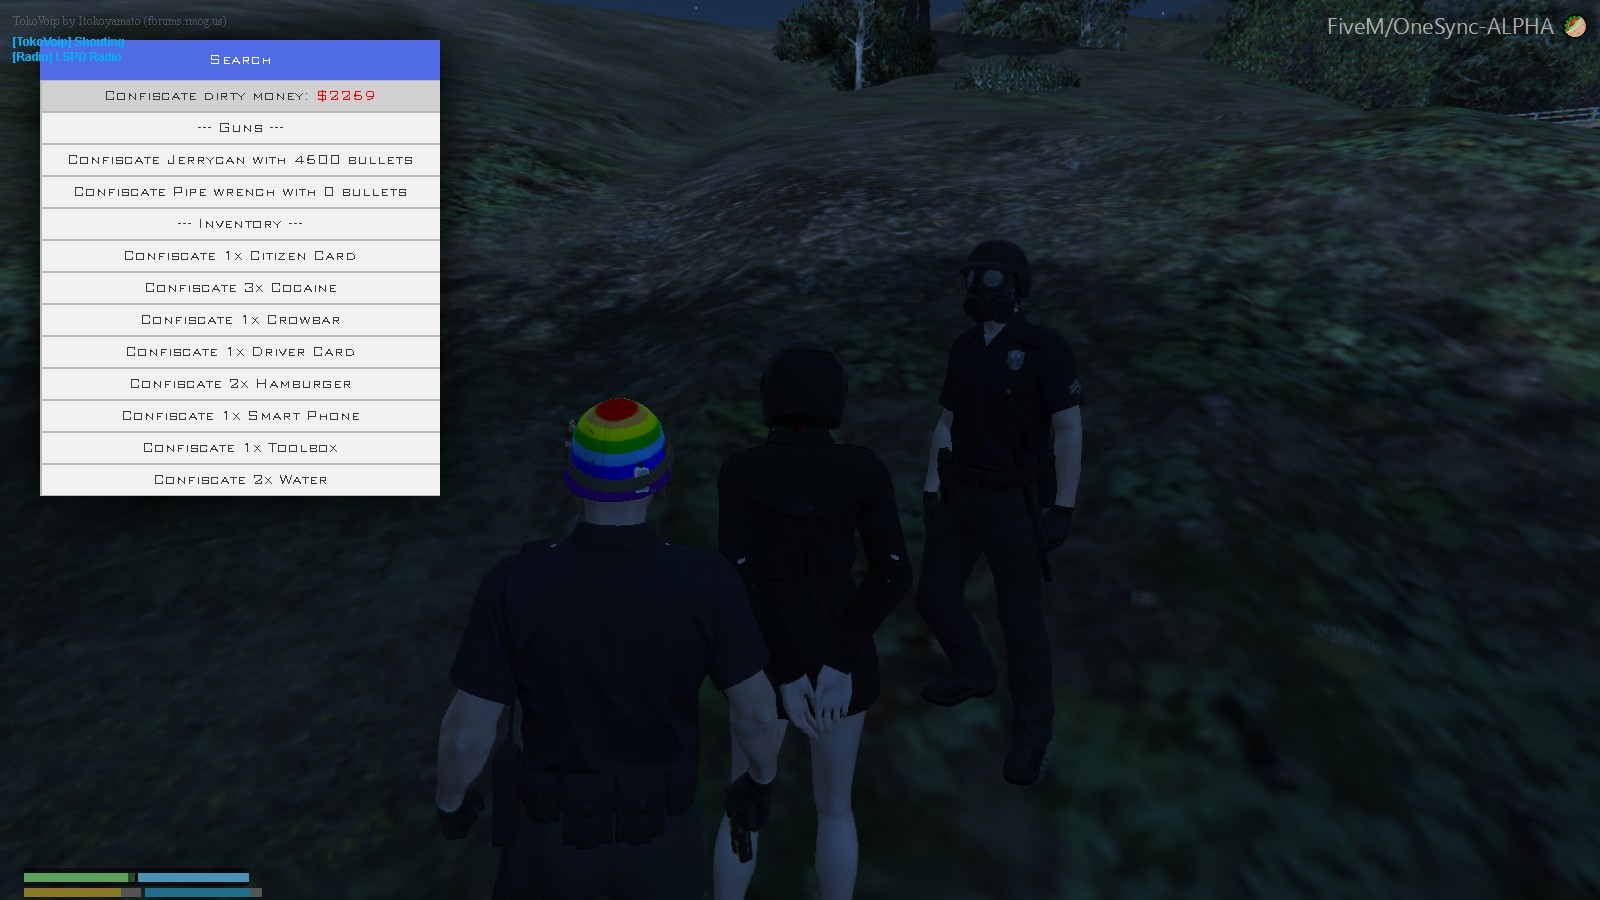 TokoVoip by Itokoyamato (forums.rmog.us)
[TokoVoip] Shouting
[Radio] LSPD Radio
FiveM/OneSync-ALPHA
Search
Confiscate dirty money: $2269
--- Guns ---
Confiscate Jerrycan with 4500 bullets
Confiscate Pipe wrench with 0 bullets
--- Inventory ---
Confiscate 1x Citizen Card
Confiscate 3x Cocaine
Confiscate 1x Crowbar
Confiscate 1x Driver Card
Confiscate 2x Hamburger
Confiscate 1x Smart Phone
Confiscate 1x Toolbox
Confiscate 2x Water